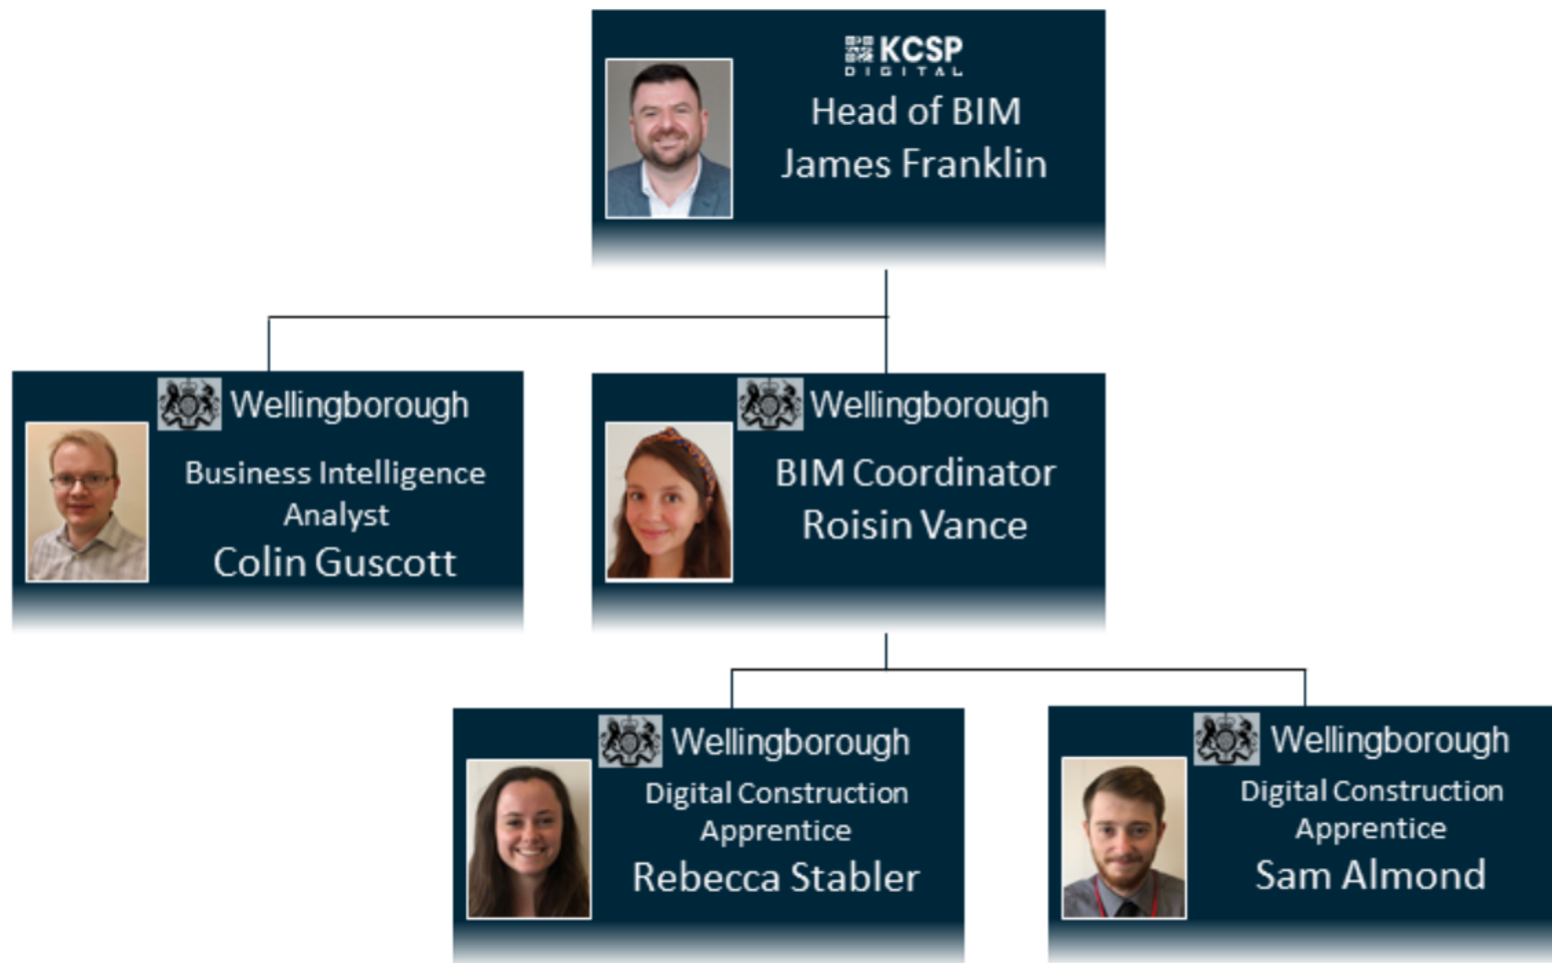 KCSP
DIGITAL
Head of BIM
James Franklin
Wellingborough
Business Intelligence
Analyst
Colin Guscott
Wellingborough
BIM Coordinator
Roisin Vance
Wellingborough
Digital Construction
Apprentice
Rebecca Stabler
Wellingborough
Digital Construction
Apprentice
Sam Almond